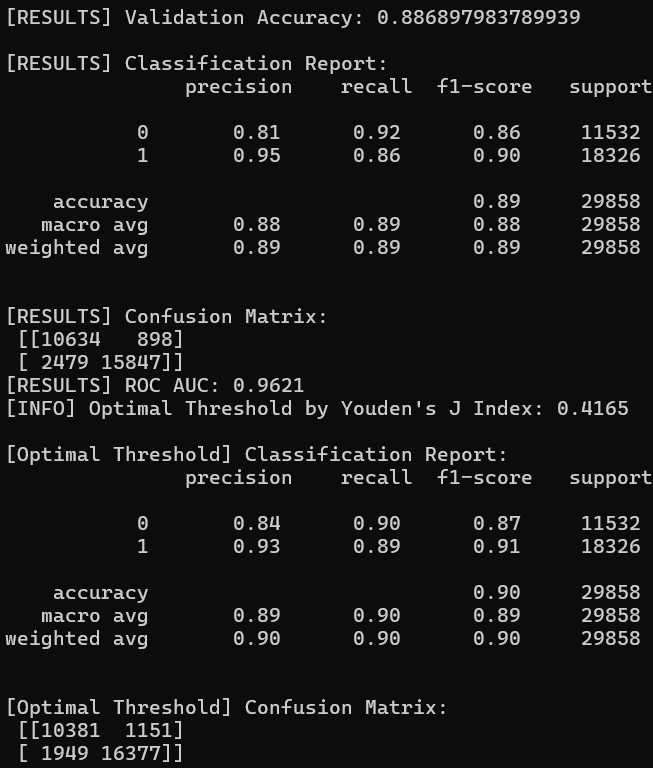 [RESULTS] Validation Accuracy: 0.886897983789939
[RESULTS] Classification Report:
precision recall f1-score support
0 0.81 0.92 0.86 11532
1 0.95 0.86 0.90 18326
accuracy 0.89 29858
macro avg 0.88 0.89 0.88 29858
weighted avg 0.89 0.89 0.89 29858
[RESULTS] Confusion Matrix:
[[10634 898]
[ 2479 15847]]
[RESULTS] ROC AUC: 0.9621
[INFO] Optimal Threshold by Youden's J Index: 0.4165
[Optimal Threshold] Classification Report:
precision recall f1-score support
0 0.84 0.90 0.87 11532
1 0.93 0.89 0.91 18326
accuracy 0.90 29858
macro avg 0.89 0.90 0.89 29858
weighted avg 0.90 0.90 0.90 29858
[Optimal Threshold] Confusion Matrix:
[[10381 1151]
[ 1949 16377]]